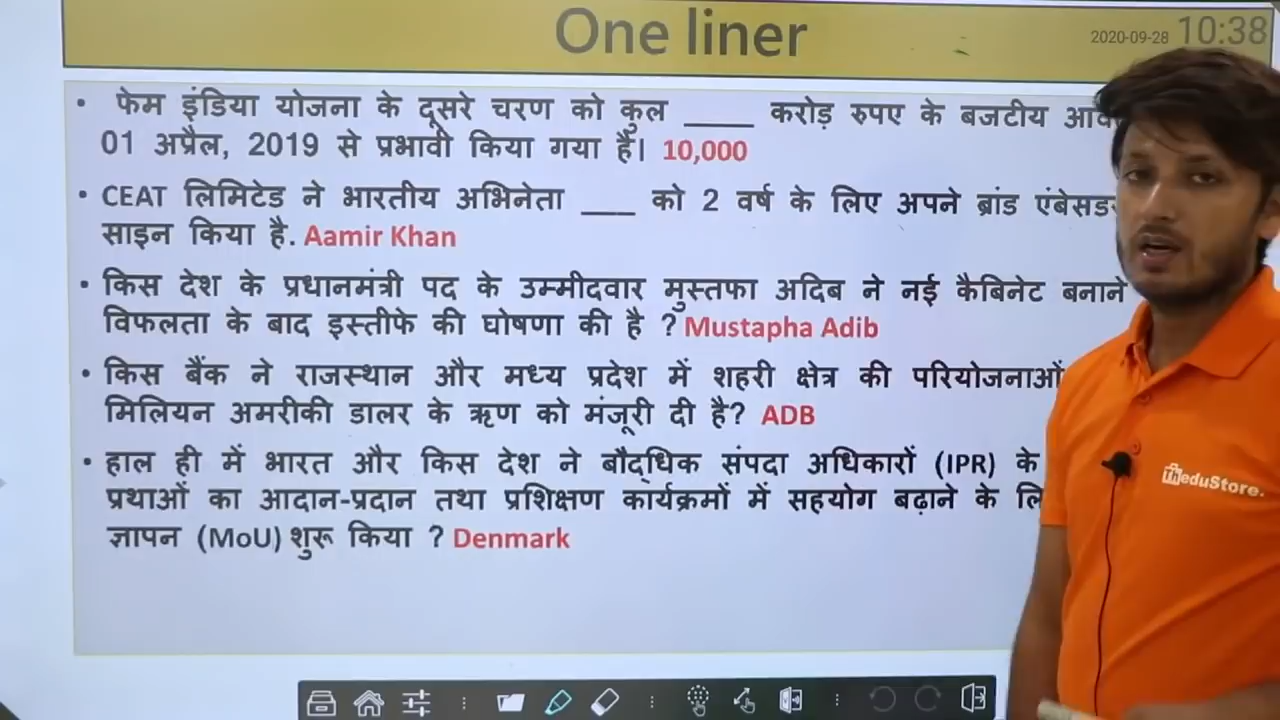 One liner
2020-09-28 10:38
• फेम इंडिया योजना के दूसरे चरण को कुल ____ करोड़ रुपए के बजटीय
01 अप्रैल, 2019 से प्रभावी किया गया है। 10,000
• CEAT लिमिटेड ने भारतीय अभिनेता ___ को 2 वर्ष के लिए अपने ब्रांड
साइन किया है. Aamir Khan
• किस देश के प्रधानमंत्री पद के उम्मीदवार मुस्तफा अदिब ने नई कैबिनेट बनाने
विफलता के बाद इस्तीफे की घोषणा की है ? Mustapha Adib
• किस बैंक ने राजस्थान और मध्य प्रदेश में शहरी क्षेत्र की परियोजनाओं
मिलियन अमरीकी डालर के ऋण को मंजूरी दी है? ADB
• हाल ही में भारत और किस देश ने बौद्धिक संपदा अधिकारों (IPR) के
प्रथाओं का आदान-प्रदान तथा प्रशिक्षण कार्यक्रमों में सहयोग बढ़ाने के
ज्ञापन (MoU) शुरू किया ? Denmark
TheduStore.